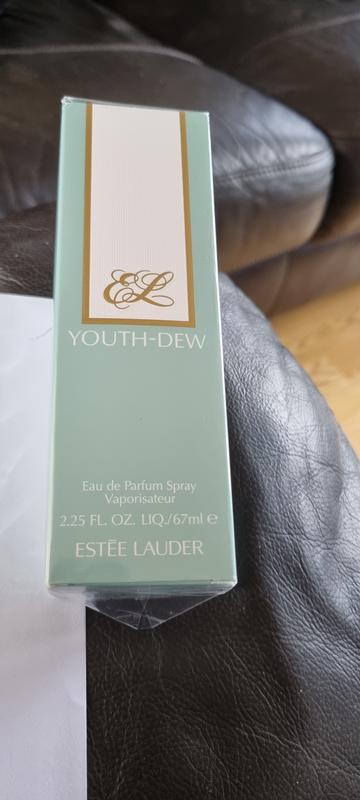 EL
YOUTH-DEW
Eau de Parfum Spray
Vaporisateur
2.25 FL. OZ. LIQ./67ml ℮
ESTĒE LAUDER